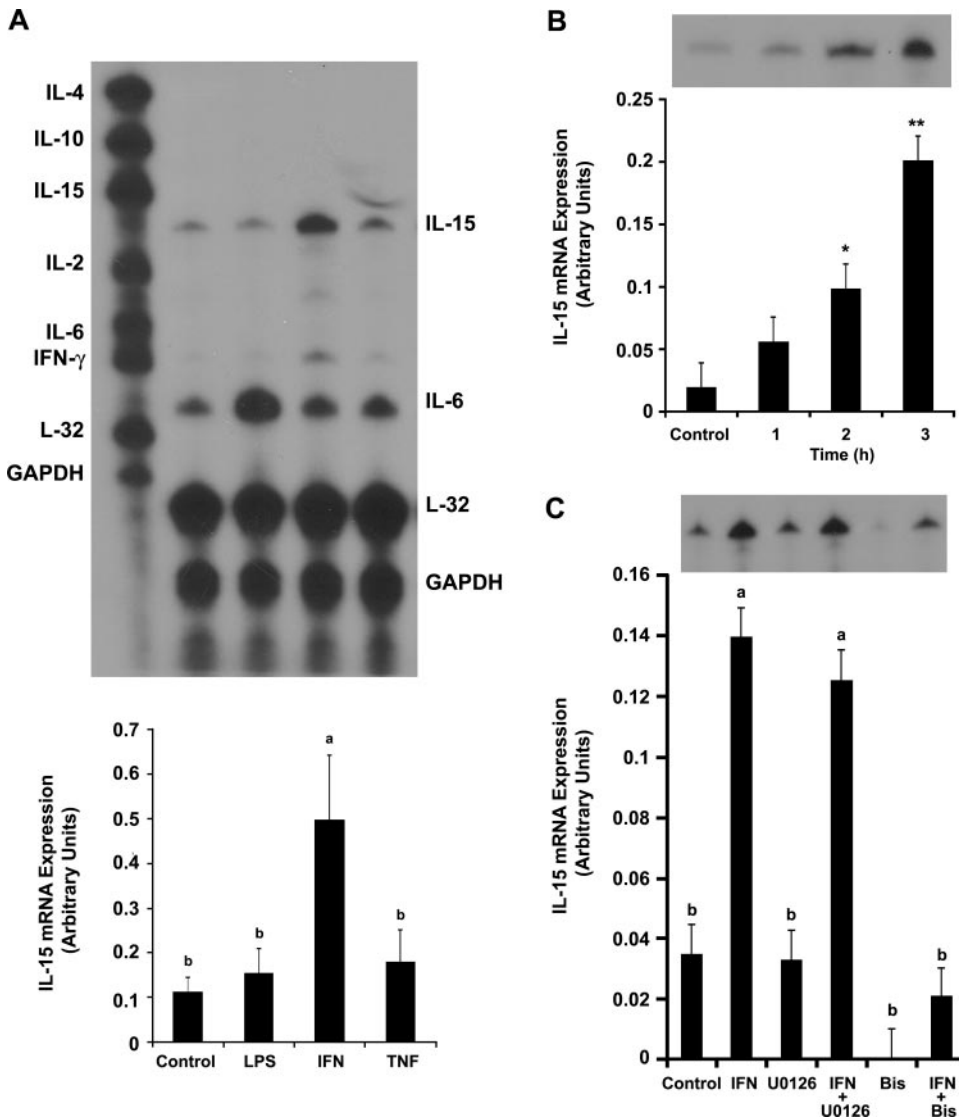 A
IL-4
IL-10
IL-15
IL-2
IL-6
IFN-γ
L-32
GAPDH
IL-15
IL-6
L-32
GAPDH
IL-15 mRNA Expression
(Arbitrary Units)
0.7
0.6
0.5
0.4
0.3
0.2
0.1
0
b
b
a
b
Control LPS IFN TNF
B
IL-15 mRNA Expression
(Arbitrary Units)
0.25
0.2
0.15
0.1
0.05
0
*
**
Control 1 2 3
Time (h)
C
IL-15 mRNA Expression
(Arbitrary Units)
0.16
0.14
0.12
0.10
0.08
0.06
0.04
0.02
0
b
a
b
a
b
b
Control IFN U0126 IFN Bis IFN
+ +
U0126 Bis